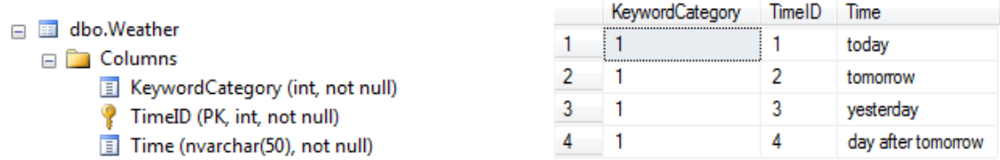 dbo.Weather
Columns
KeywordCategory (int, not null)
TimeID (PK, int, not null)
Time (nvarchar(50), not null)
KeywordCategory TimeID Time
1 1 1 today
2 1 2 tomorrow
3 1 3 yesterday
4 1 4 day after tomorrow